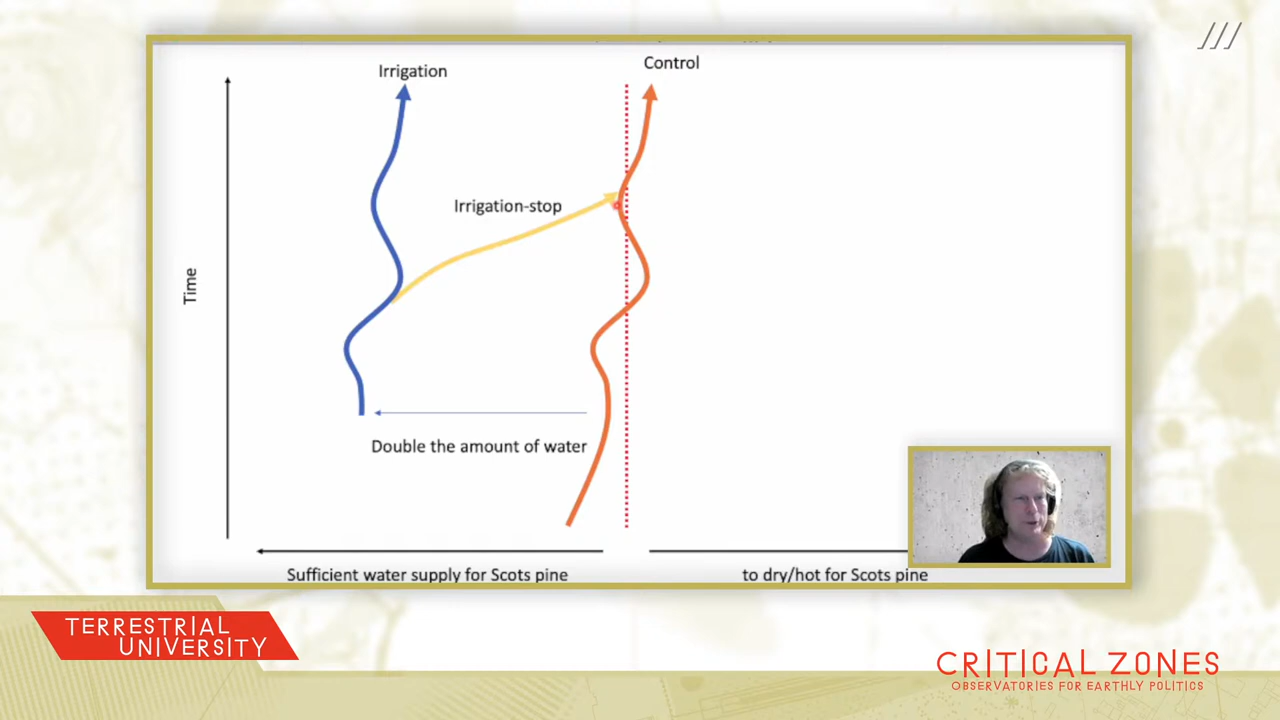 Irrigation
Control
Irrigation-stop
Time
Double the amount of water
Sufficient water supply for Scots pine
to dry/hot for Scots pine
TERRESTRIAL
UNIVERSITY
CRITICAL ZONES
OBSERVATORIES FOR EARTHLY POLITICS